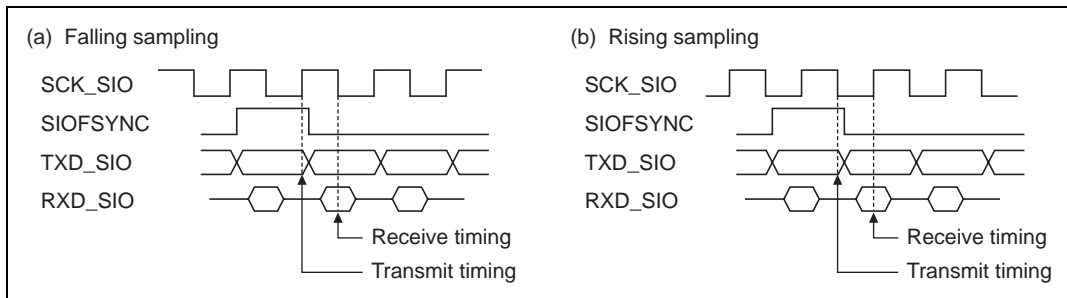 (a) Falling sampling
SCK_SIO
SIOFSYNC
TXD_SIO
RXD_SIO
Receive timing
Transmit timing
(b) Rising sampling
SCK_SIO
SIOFSYNC
TXD_SIO
RXD_SIO
Receive timing
Transmit timing